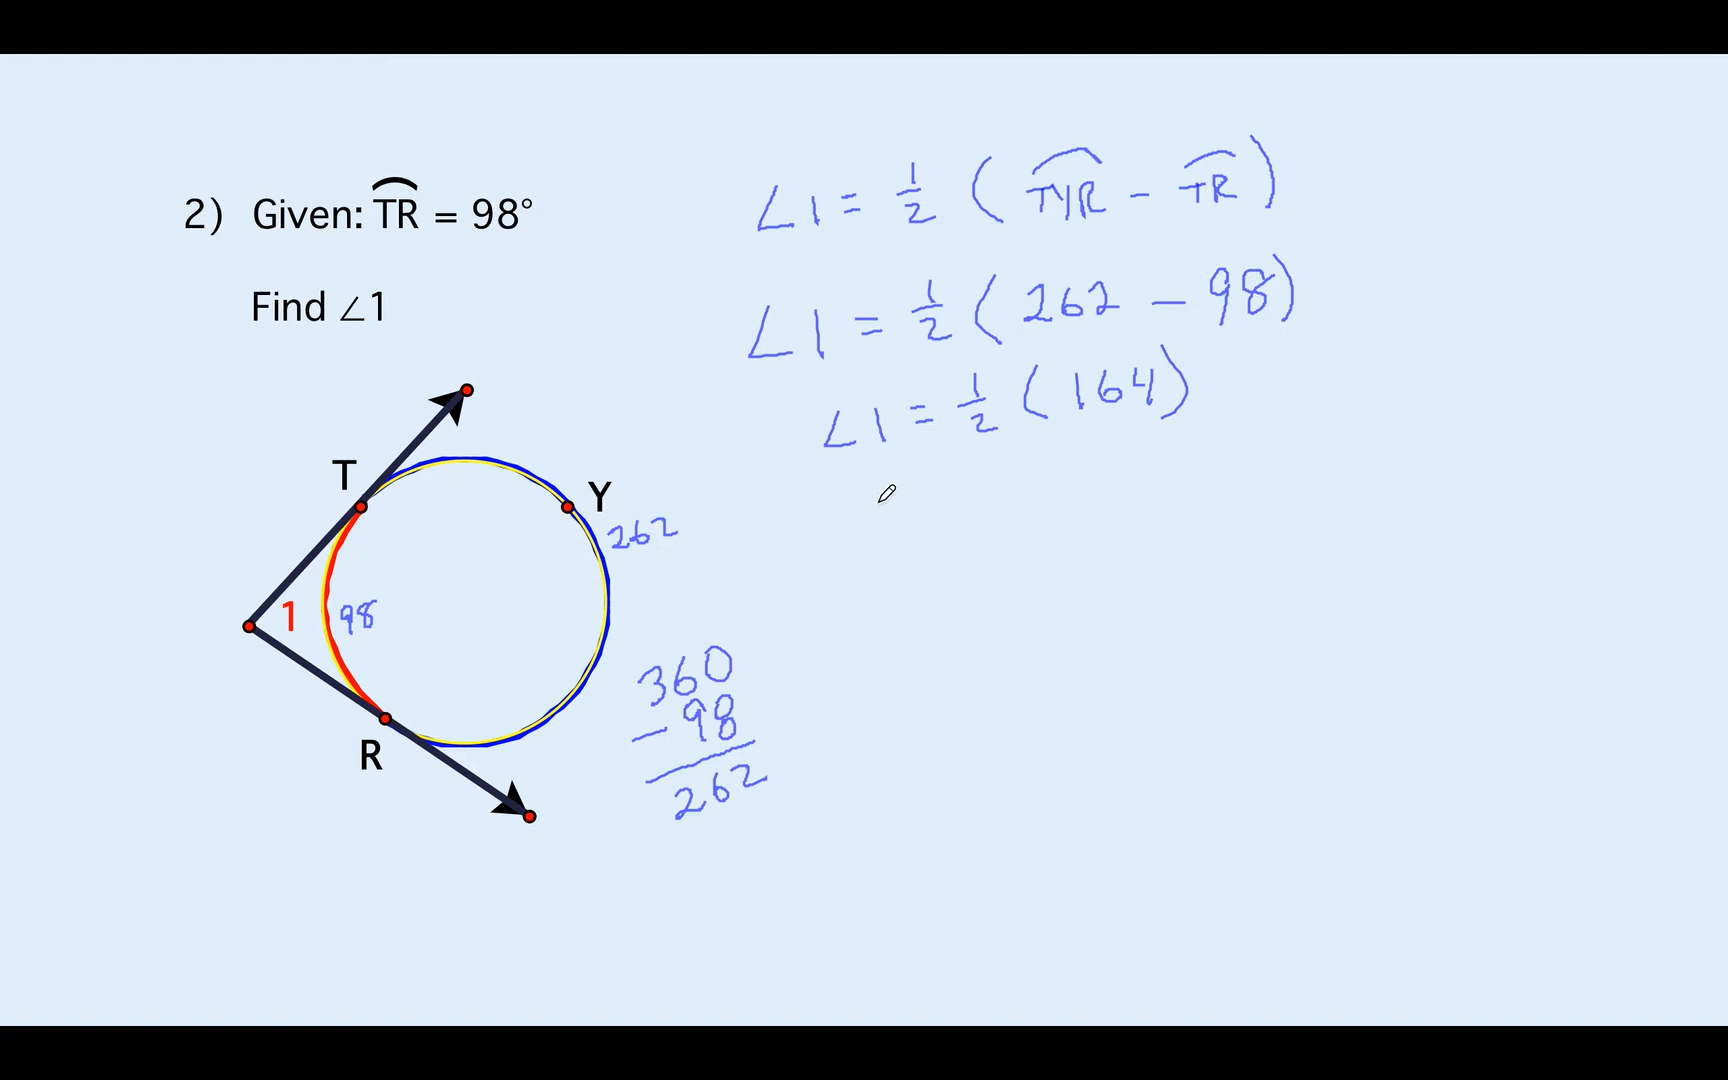 2) Given: T͡R = 98°
Find ∠1
∠1 = 1/2 (TYR - TR)
∠1 = 1/2 (262 - 98)
∠1 = 1/2 (164)
T
Y
262
1
98
R
360
- 98
262